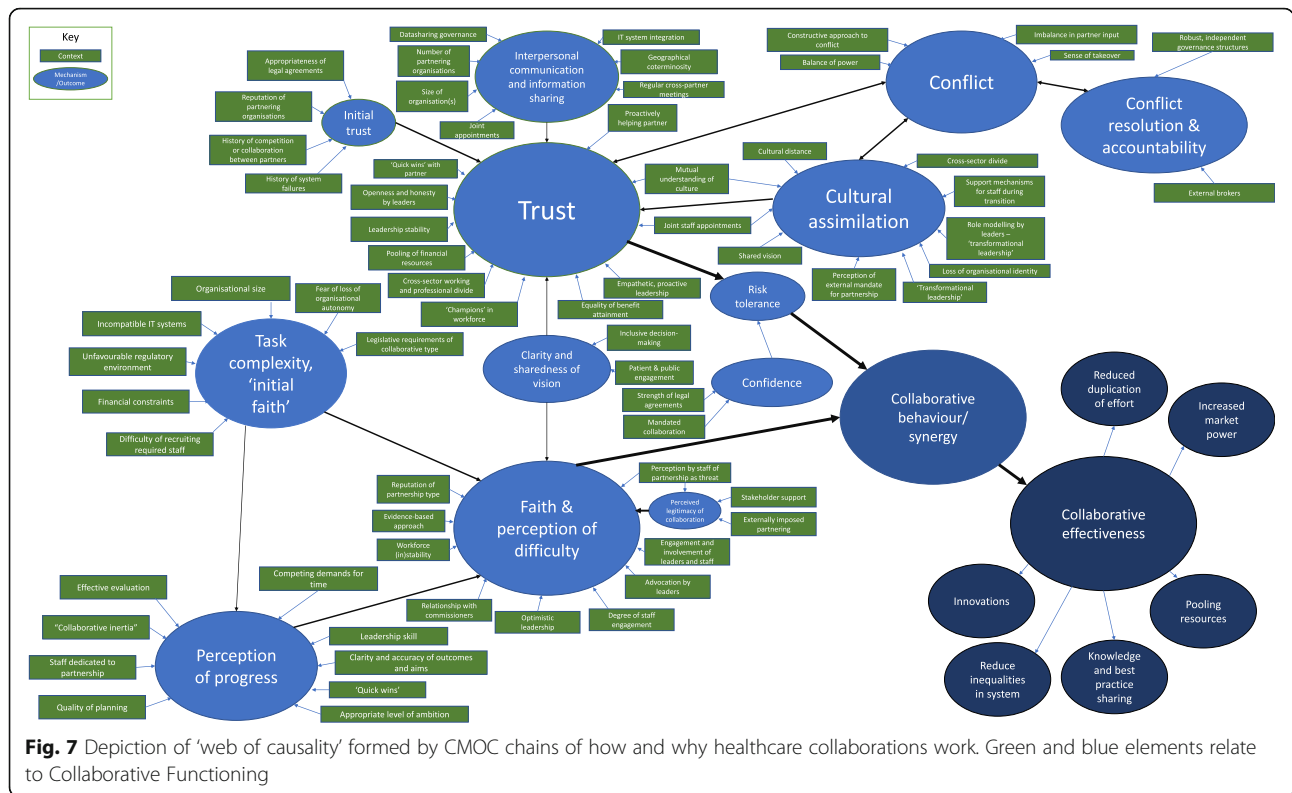 Key
Context
Mechanism
/Outcome
Datasharing governance
Number of
partnering
organisations
Size of
organisation(s)
Joint
appointments
Interpersonal
communication
and information
sharing
IT system integration
Geographical
coterminosity
Regular cross-partner
meetings
Proactively
helping partner
Appropriateness of
legal agreements
Reputation of
partnering
organisations
History of competition
or collaboration
between partners
History of system
failures
Initial
trust
Constructive approach to
conflict
Balance of power
Conflict
Imbalance in partner input
Sense of takeover
Robust, independent
governance structures
Conflict
resolution &
accountability
External brokers
'Quick wins' with
partner
Openness and honesty
by leaders
Leadership stability
Pooling of financial
resources
Cross-sector working
and professional divide
'Champions' in
workforce
Trust
Mutual
understanding of
culture
Joint staff appointments
Empathetic, proactive
leadership
Equality of benefit
attainment
Cultural distance
Cultural
assimilation
Shared vision
Perception of
external mandate
for partnership
Cross-sector divide
Support mechanisms
for staff during
transition
Role modelling by
leaders –
'transformational
leadership'
Loss of organisational identity
'Transformational
leadership'
Risk
tolerance
Organisational size
Fear of loss of
organisational
autonomy
Incompatible IT systems
Unfavourable regulatory
environment
Financial constraints
Difficulty of recruiting
required staff
Legislative requirements of
collaborative type
Task
complexity,
'initial
faith'
Clarity and
sharedness of
vision
Inclusive decision-
making
Patient & public
engagement
Strength of legal
agreements
Mandated
collaboration
Confidence
Collaborative
behaviour/
synergy
Reduced
duplication
of effort
Increased
market
power
Collaborative
effectiveness
Innovations
Pooling
resources
Reduce
inequalities
in system
Knowledge
and best
practice
sharing
Reputation of
partnership type
Evidence-based
approach
Workforce
(in)stability
Relationship with
commissioners
Optimistic
leadership
Degree of staff
engagement
Advocation by
leaders
Engagement and
involvement of
leaders and staff
Faith &
perception of
difficulty
Perception by staff of
partnership as threat
Perceived
legitimacy of
collaboration
Stakeholder
support
Externally imposed
partnering
Effective evaluation
"Collaborative inertia"
Staff dedicated to
partnership
Quality of planning
Competing demands for
time
Leadership skill
Clarity and accuracy of outcomes
and aims
'Quick wins'
Appropriate level of ambition
Perception
of progress
Fig. 7 Depiction of 'web of causality' formed by CMOC chains of how and why healthcare collaborations work. Green and blue elements relate
to Collaborative Functioning